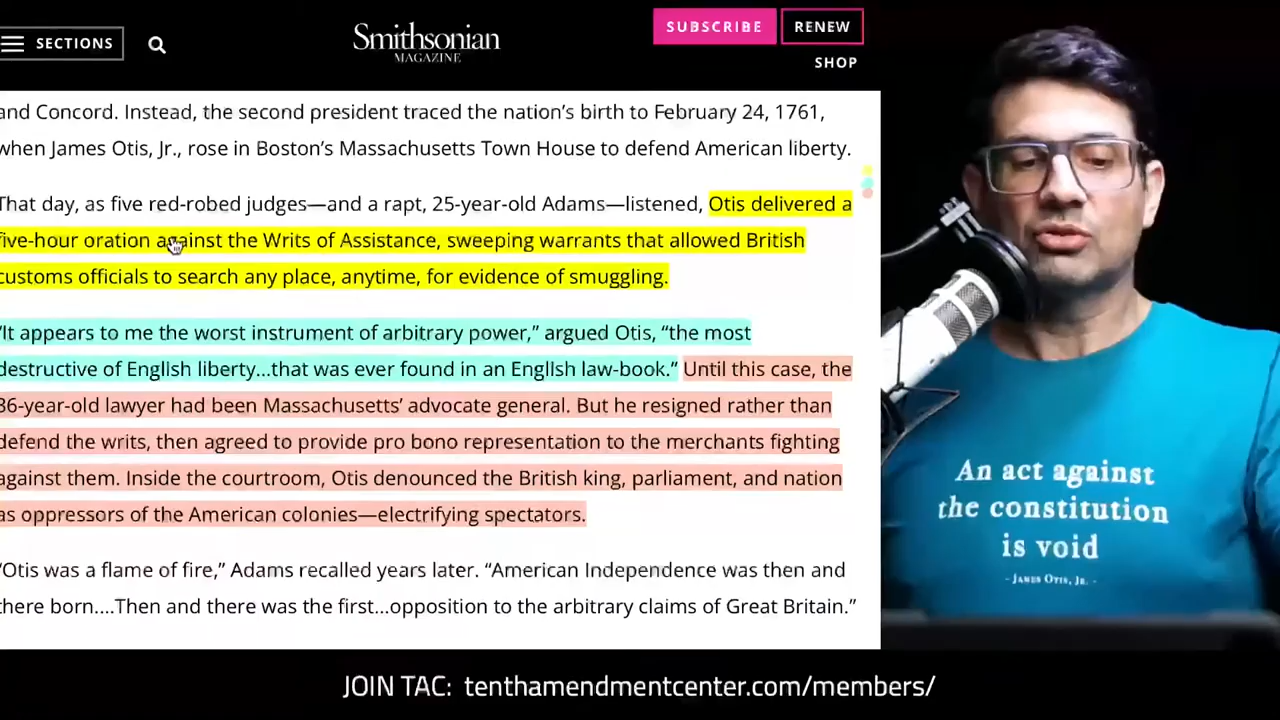 SECTIONS
Smithsonian
MAGAZINE
SUBSCRIBE
RENEW
SHOP
and Concord. Instead, the second president traced the nation's birth to February 24, 1761,
when James Otis, Jr., rose in Boston's Massachusetts Town House to defend American liberty.
That day, as five red-robed judges—and a rapt, 25-year-old Adams—listened, Otis delivered a
five-hour oration against the Writs of Assistance, sweeping warrants that allowed British
customs officials to search any place, anytime, for evidence of smuggling.
"It appears to me the worst instrument of arbitrary power," argued Otis, "the most
destructive of English liberty...that was ever found in an English law-book." Until this case, the
36-year-old lawyer had been Massachusetts' advocate general. But he resigned rather than
defend the writs, then agreed to provide pro bono representation to the merchants fighting
against them. Inside the courtroom, Otis denounced the British king, parliament, and nation
as oppressors of the American colonies—electrifying spectators.
"Otis was a flame of fire," Adams recalled years later. "American Independence was then and
there born....Then and there was the first...opposition to the arbitrary claims of Great Britain."
An act against
the constitution
is void
- JAMES OTIS, JR. -
JOIN TAC: tenthamendmentcenter.com/members/